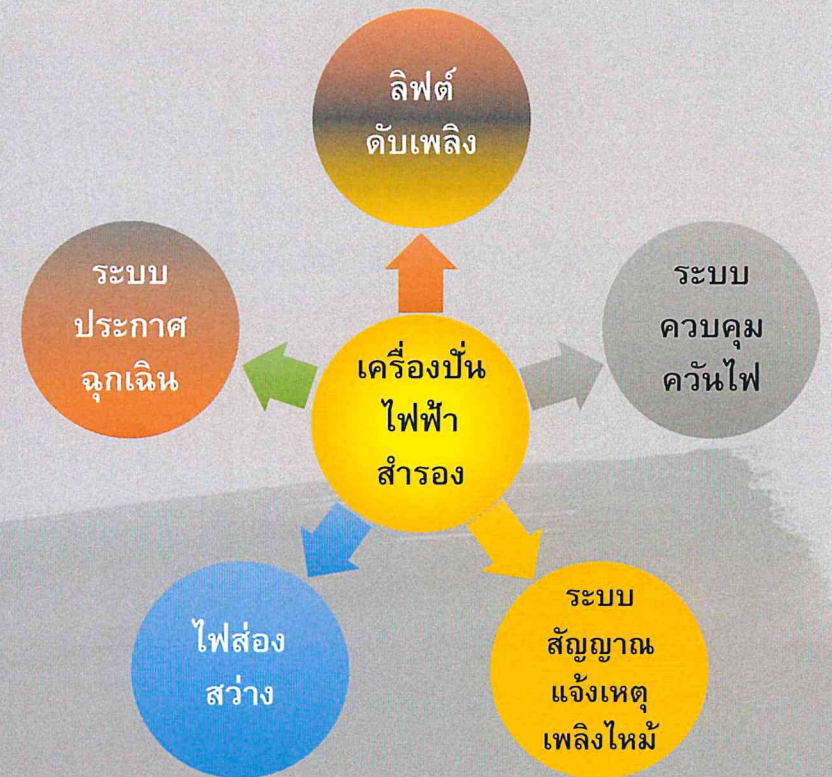 ลิฟต์
ดับเพลิง
ระบบ
ประกาศ
ฉุกเฉิน
ระบบ
ควบคุม
ควันไฟ
เครื่องปั่น
ไฟฟ้า
สำรอง
ไฟส่อง
สว่าง
ระบบ
สัญญาณ
แจ้งเหตุ
เพลิงไหม้